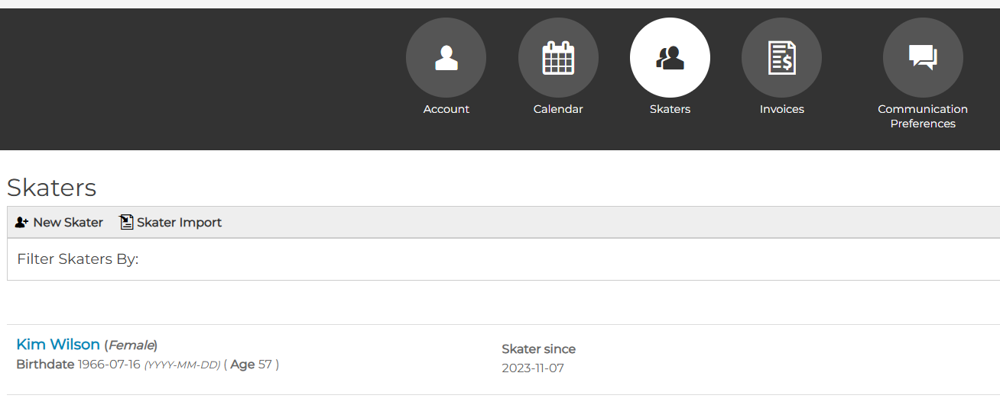 Account
Calendar
Skaters
Invoices
Communication
Preferences
Skaters
New Skater
Skater Import
Filter Skaters By:
Kim Wilson (Female)
Birthdate 1966-07-16 (YYYY-MM-DD) ( Age 57 )
Skater since
2023-11-07